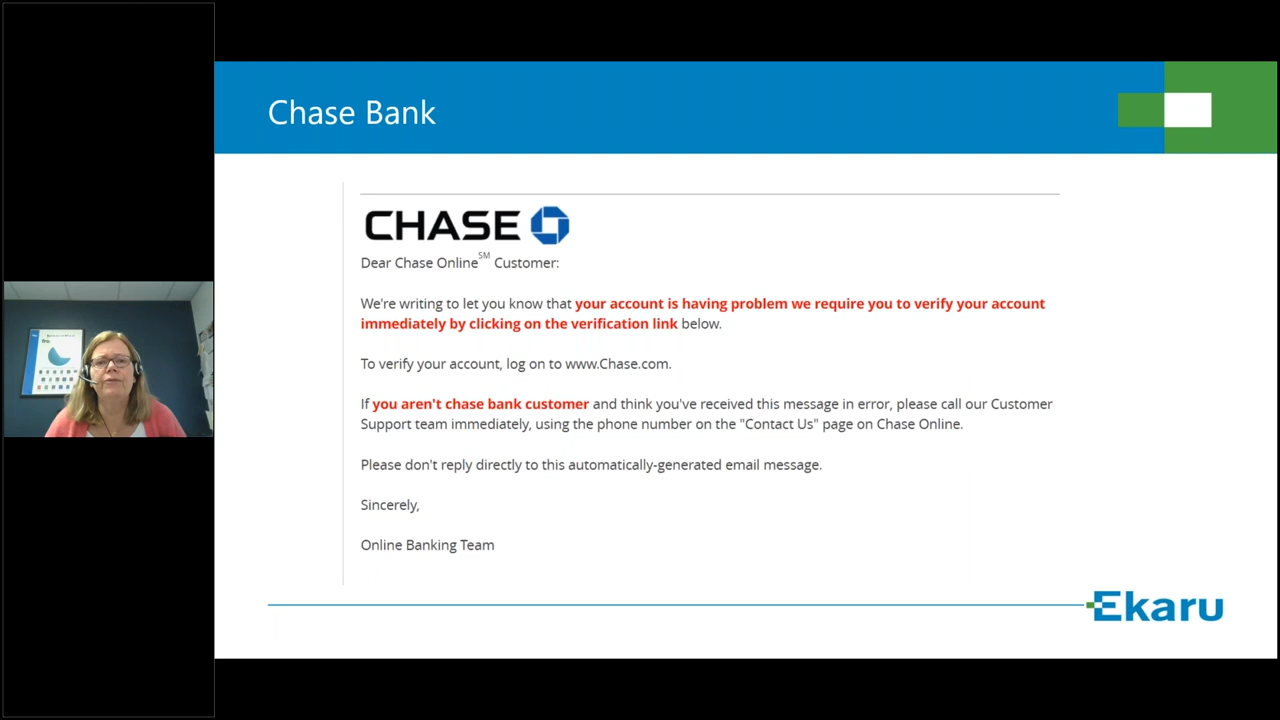 Chase Bank
CHASE
Dear Chase Online℠ Customer:
We're writing to let you know that your account is having problem we require you to verify your account
immediately by clicking on the verification link below.
To verify your account, log on to www.Chase.com.
If you aren't chase bank customer and think you've received this message in error, please call our Customer
Support team immediately, using the phone number on the "Contact Us" page on Chase Online.
Please don't reply directly to this automatically-generated email message.
Sincerely,
Online Banking Team
Ekaru